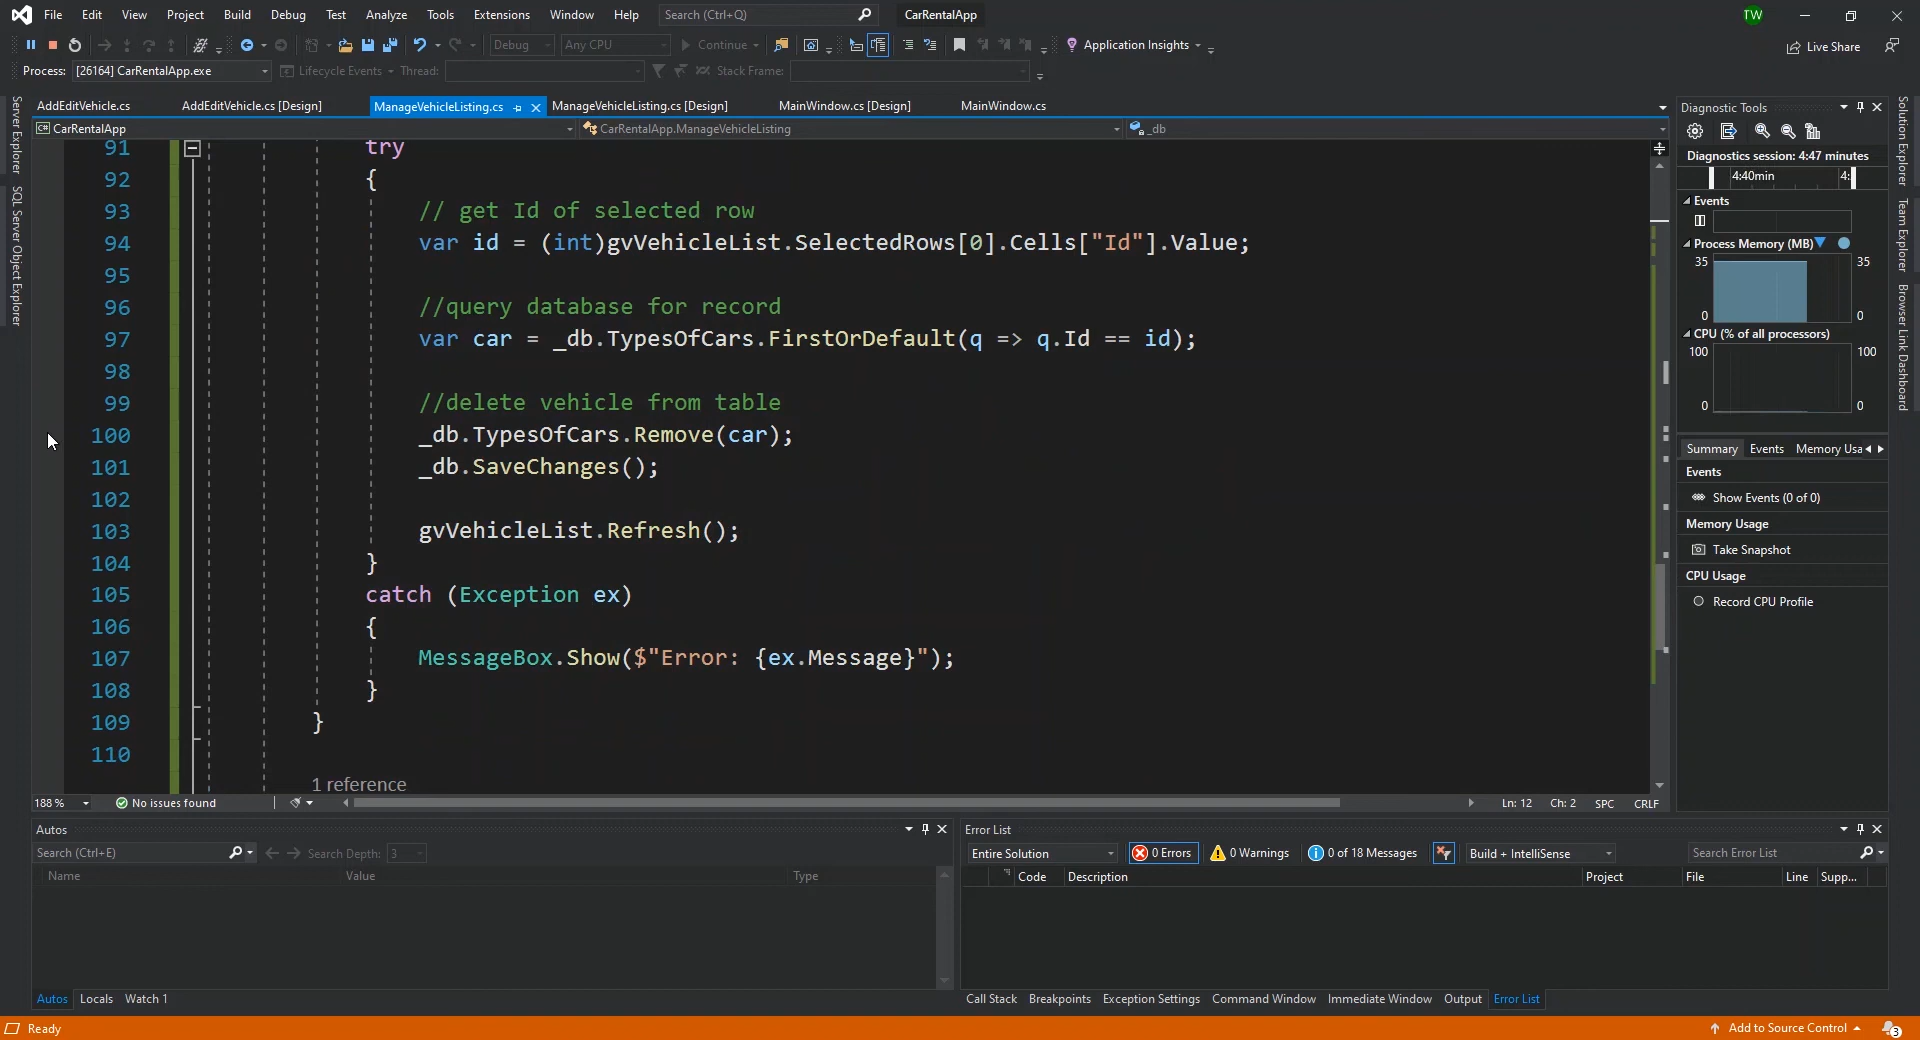 File Edit View Project Build Debug Test Analyze Tools Extensions Window Help Search (Ctrl+Q) CarRentalApp TW
Debug Any CPU Continue Application Insights Live Share
Process: [26164] CarRentalApp.exe Lifecycle Events Thread: Stack Frame:
AddEditVehicle.cs AddEditVehicle.cs [Design] ManageVehicleListing.cs ManageVehicleListing.cs [Design] MainWindow.cs [Design] MainWindow.cs
CarRentalApp CarRentalApp.ManageVehicleListing _db
Server Explorer
SQL Server Object Explorer
91 try
92 {
93 // get Id of selected row
94 var id = (int)gvVehicleList.SelectedRows[0].Cells["Id"].Value;
95
96 //query database for record
97 var car = _db.TypesOfCars.FirstOrDefault(q => q.Id == id);
98
99 //delete vehicle from table
100 _db.TypesOfCars.Remove(car);
101 _db.SaveChanges();
102
103 gvVehicleList.Refresh();
104 }
105 catch (Exception ex)
106 {
107 MessageBox.Show($"Error: {ex.Message}");
108 }
109 }
110
1 reference
188 % No issues found Ln: 12 Ch: 2 SPC CRLF
Diagnostic Tools
Diagnostics session: 4:47 minutes
4:40min 4:
Events
Process Memory (MB)
35 35
0 0
CPU (% of all processors)
100 100
0 0
Summary Events Memory Usa
Events
Show Events (0 of 0)
Memory Usage
Take Snapshot
CPU Usage
Record CPU Profile
Solution Explorer
Team Explorer
Browser Link Dashboard
Autos
Search (Ctrl+E) Search Depth: 3
Name Value Type
Autos Locals Watch 1
Error List
Entire Solution 0 Errors 0 Warnings 0 of 18 Messages Build + IntelliSense Search Error List
Code Description Project File Line Supp...
Call Stack Breakpoints Exception Settings Command Window Immediate Window Output Error List
Ready Add to Source Control 3